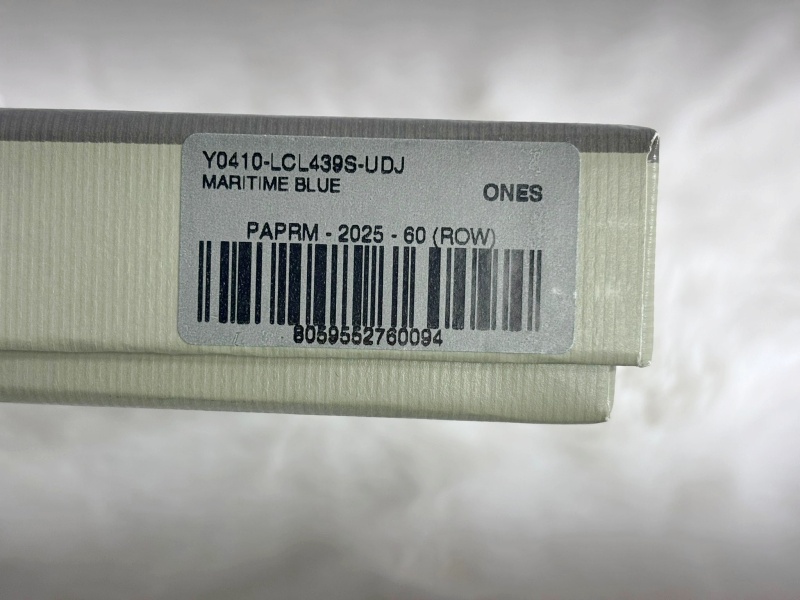 Y0410-LCL439S-UDJ
MARITIME BLUE
ONES
PAPRM - 2025 - 60 (ROW)
8059552760094